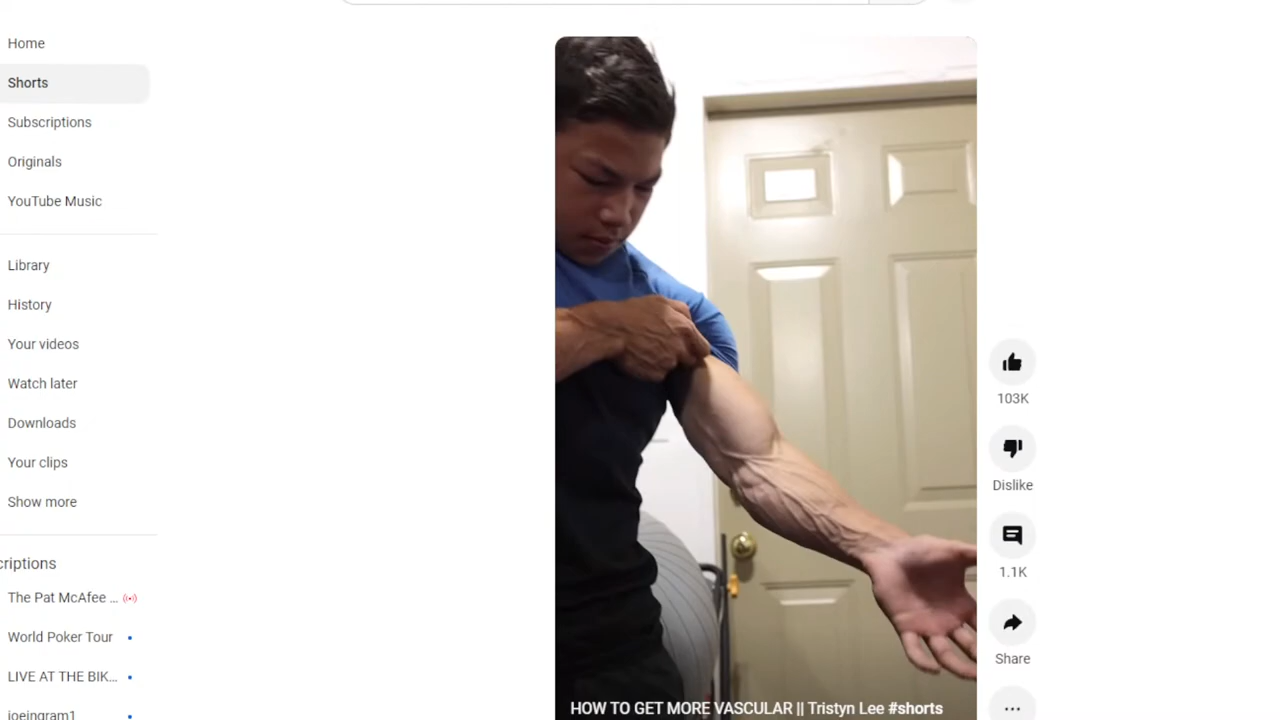 Home
Shorts
Subscriptions
Originals
YouTube Music
Library
History
Your videos
Watch later
Downloads
Your clips
Show more
criptions
The Pat McAfee ...
World Poker Tour
LIVE AT THE BIK...
joeingram1
103K
Dislike
1.1K
Share
HOW TO GET MORE VASCULAR || Tristyn Lee #shorts